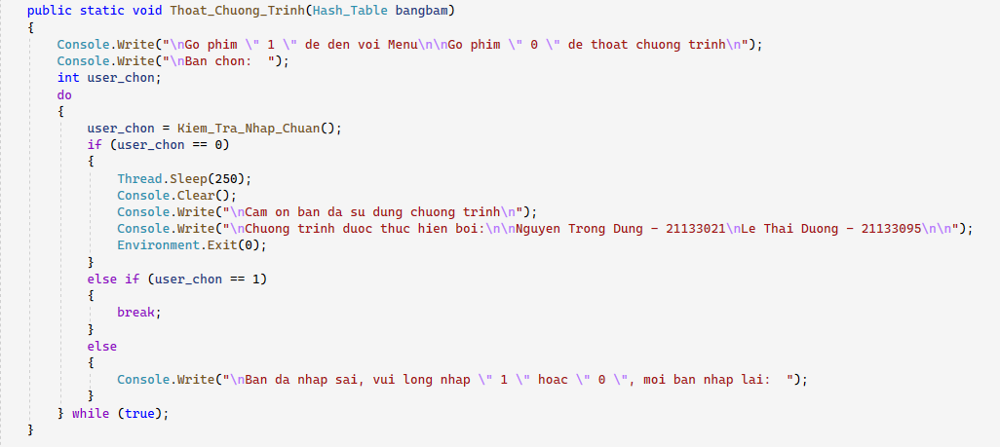 public static void Thoat_Chuong_Trinh(Hash_Table bangbam)
{
Console.Write("\nGo phim \" 1 \" de den voi Menu\n\nGo phim \" 0 \" de thoat chuong trinh\n");
Console.Write("\nBan chon:  ");
int user_chon;
do
{
user_chon = Kiem_Tra_Nhap_Chuan();
if (user_chon == 0)
{
Thread.Sleep(250);
Console.Clear();
Console.Write("\nCam on ban da su dung chuong trinh\n");
Console.Write("\nChuong trinh duoc thuc hien boi:\n\nNguyen Trong Dung - 21133021\nLe Thai Duong - 21133095\n\n");
Environment.Exit(0);
}
else if (user_chon == 1)
{
break;
}
else
{
Console.Write("\nBan da nhap sai, vui long nhap \" 1 \" hoac \" 0 \", moi ban nhap lai:  ");
}
} while (true);
}